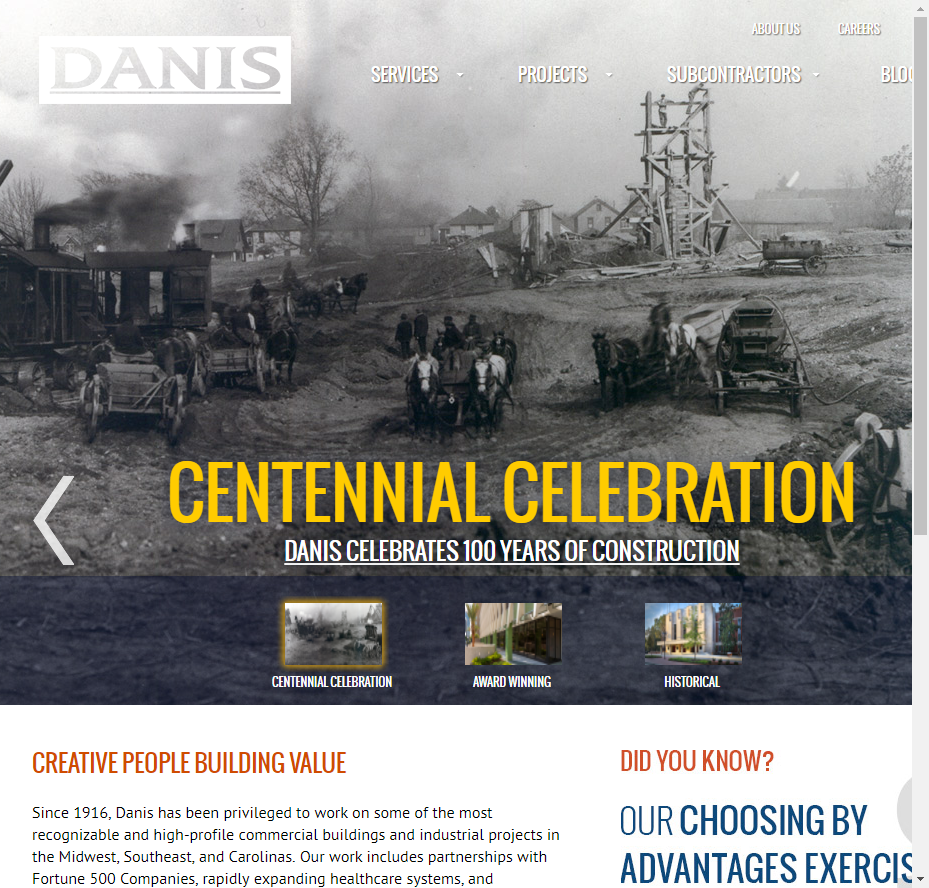 ABOUT US CAREERS
DANIS
SERVICES PROJECTS SUBCONTRACTORS BLOG
CENTENNIAL CELEBRATION
DANIS CELEBRATES 100 YEARS OF CONSTRUCTION
CENTENNIAL CELEBRATION AWARD WINNING HISTORICAL
CREATIVE PEOPLE BUILDING VALUE
Since 1916, Danis has been privileged to work on some of the most
recognizable and high-profile commercial buildings and industrial projects in
the Midwest, Southeast, and Carolinas. Our work includes partnerships with
Fortune 500 Companies, rapidly expanding healthcare systems, and
DID YOU KNOW?
OUR CHOOSING BY
ADVANTAGES EXERCIS